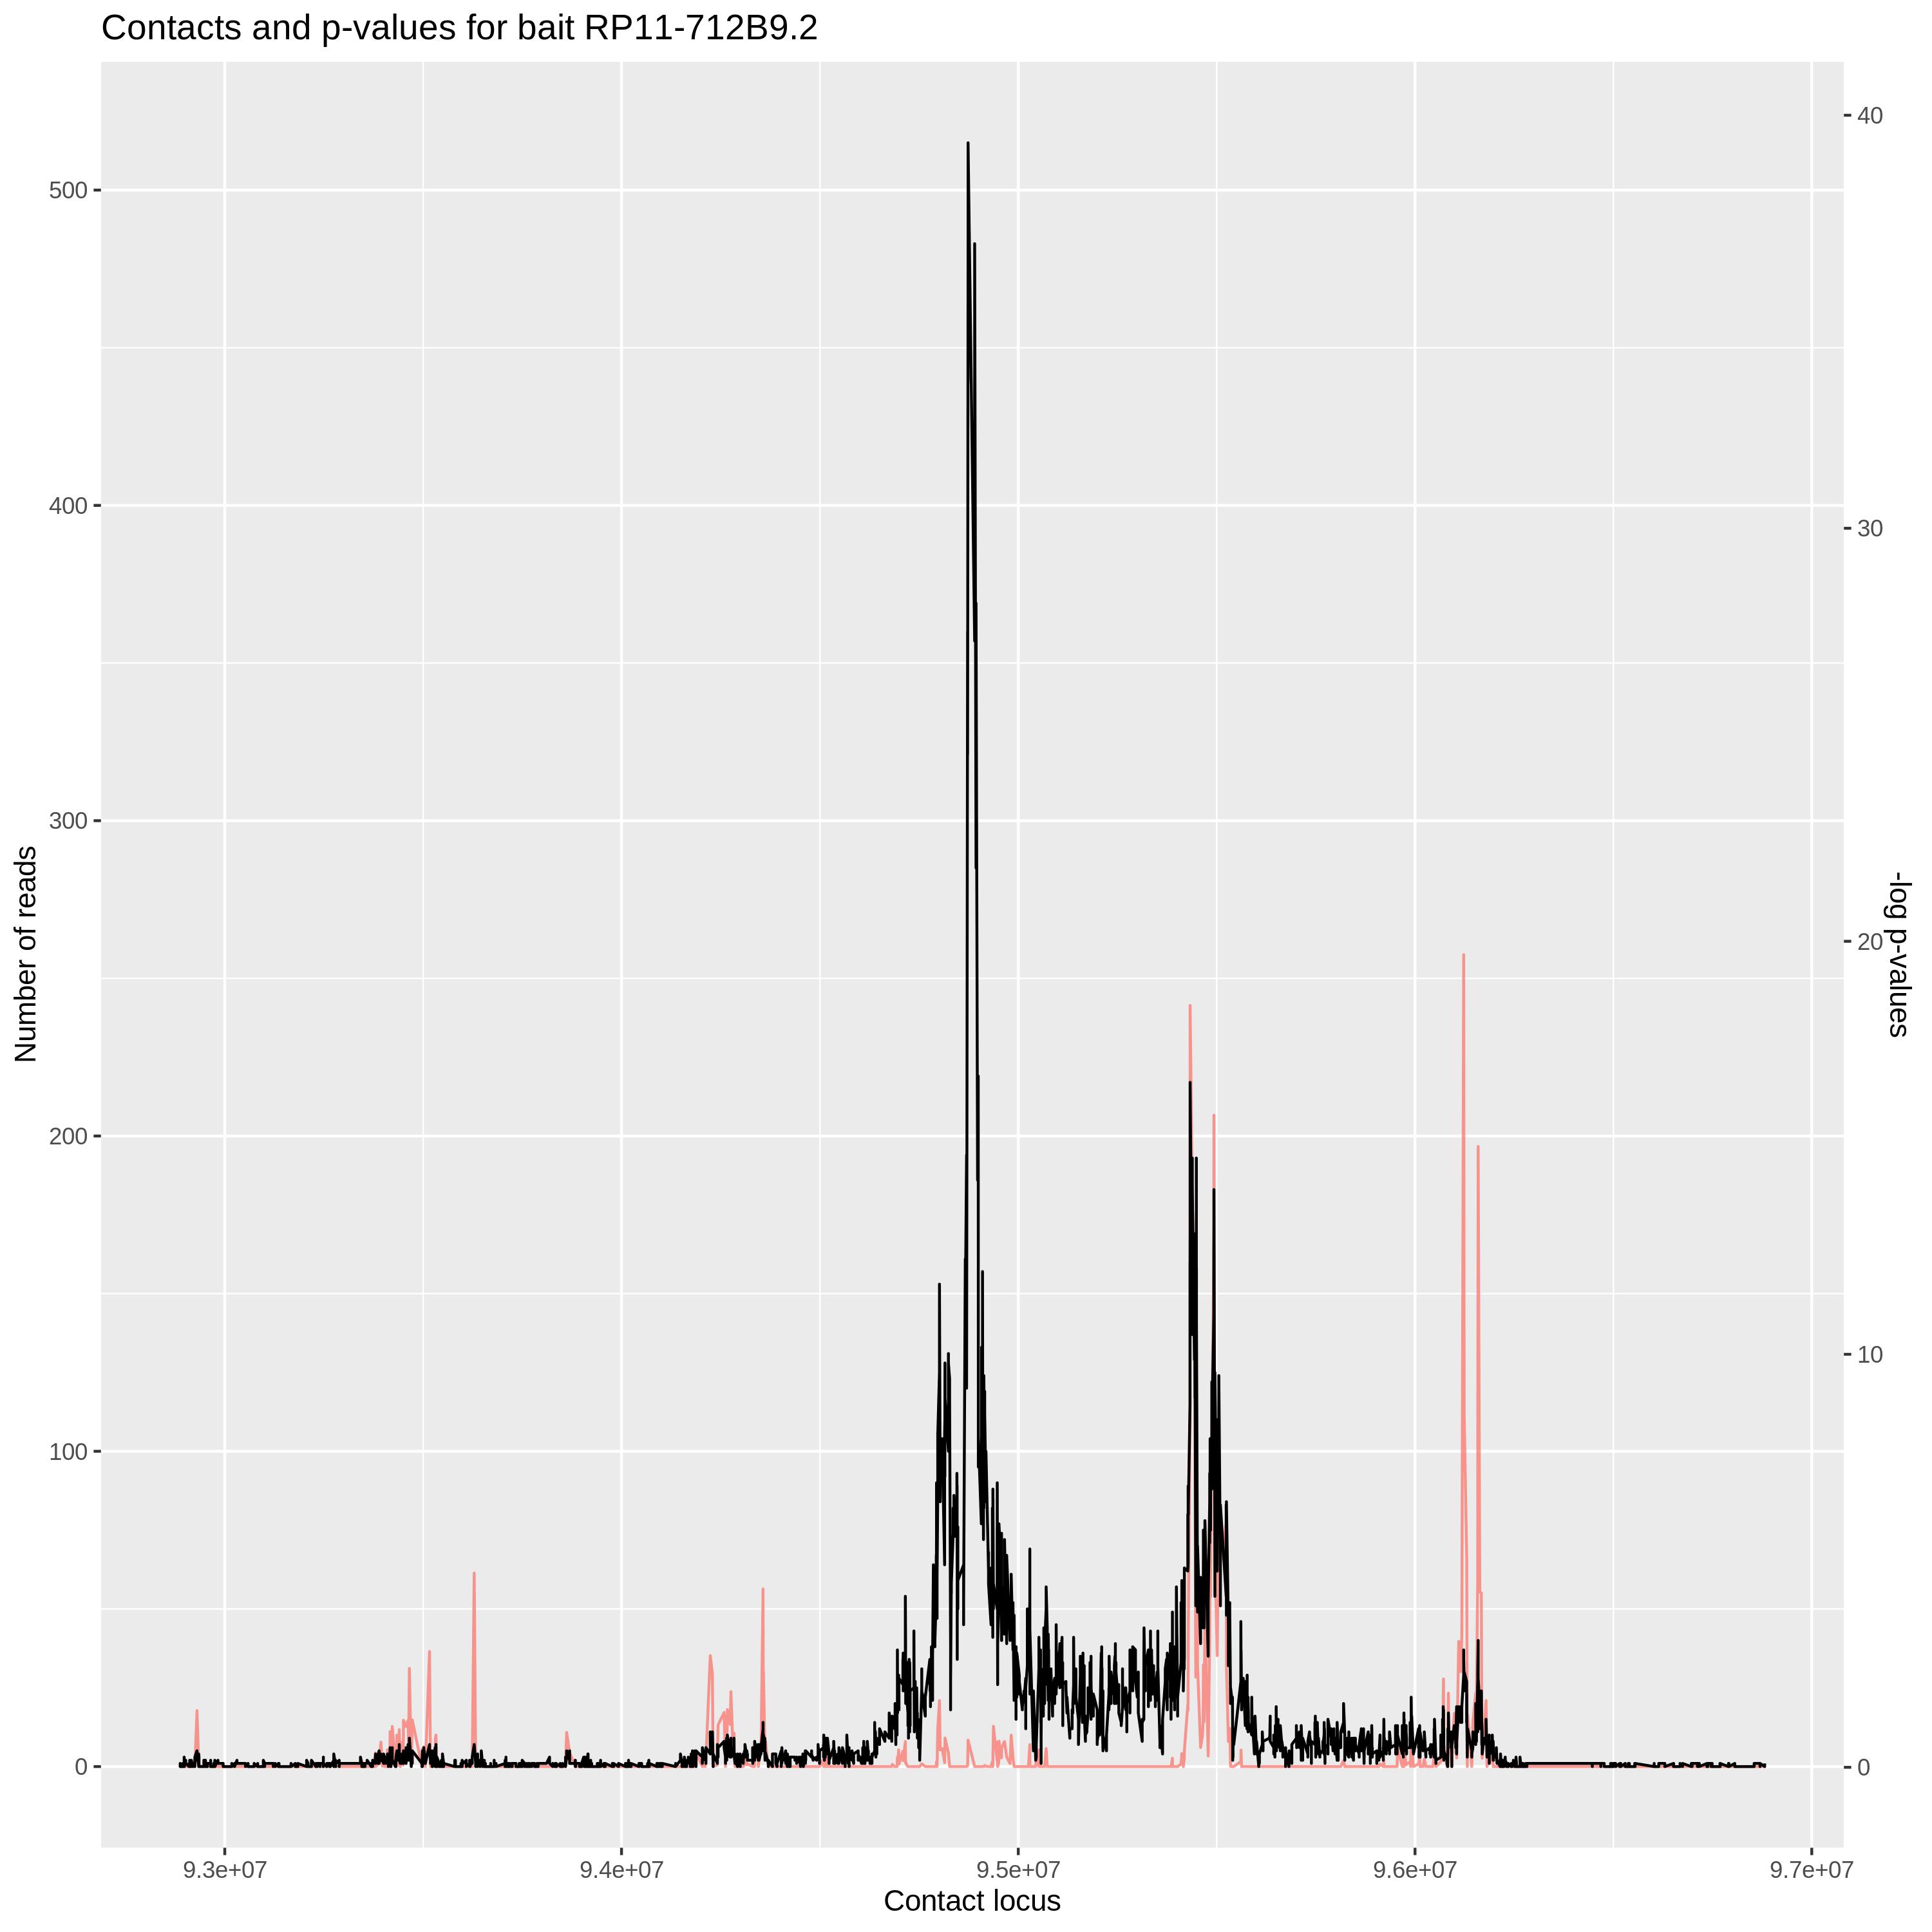 Contacts and p-values for bait RP11-712B9.2
500
400
300
200
100
0
Number of reads
40
30
20
10
0
-log p-values
9.3e+07
9.4e+07
9.5e+07
9.6e+07
9.7e+07
Contact locus